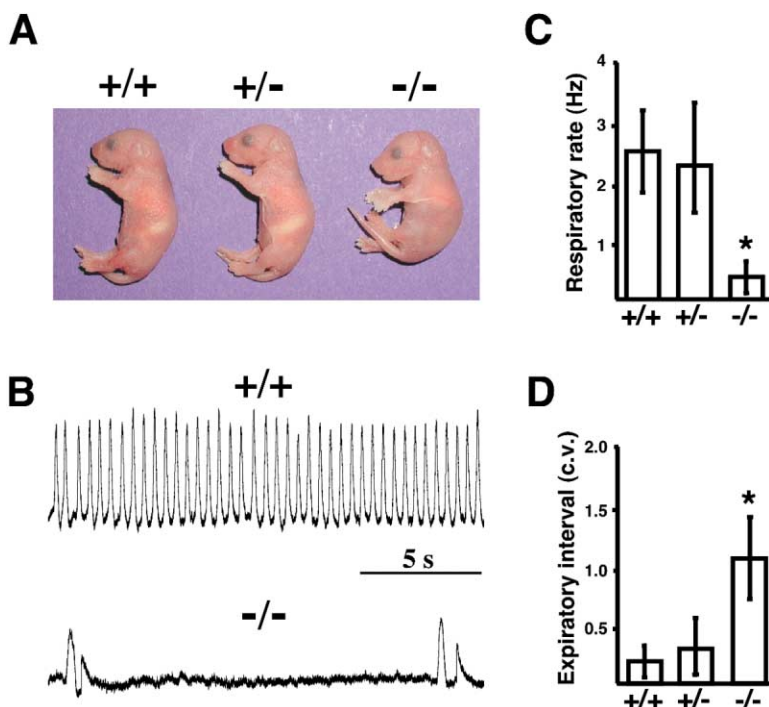 A
+/+ +/- -/-
B
+/+
5 s
-/-
C
Respiratory rate (Hz)
4
3
2
1
*
+/+ +/- -/-
D
Expiratory interval (c.v.)
2.0
1.5
1.0
0.5
*
+/+ +/- -/-